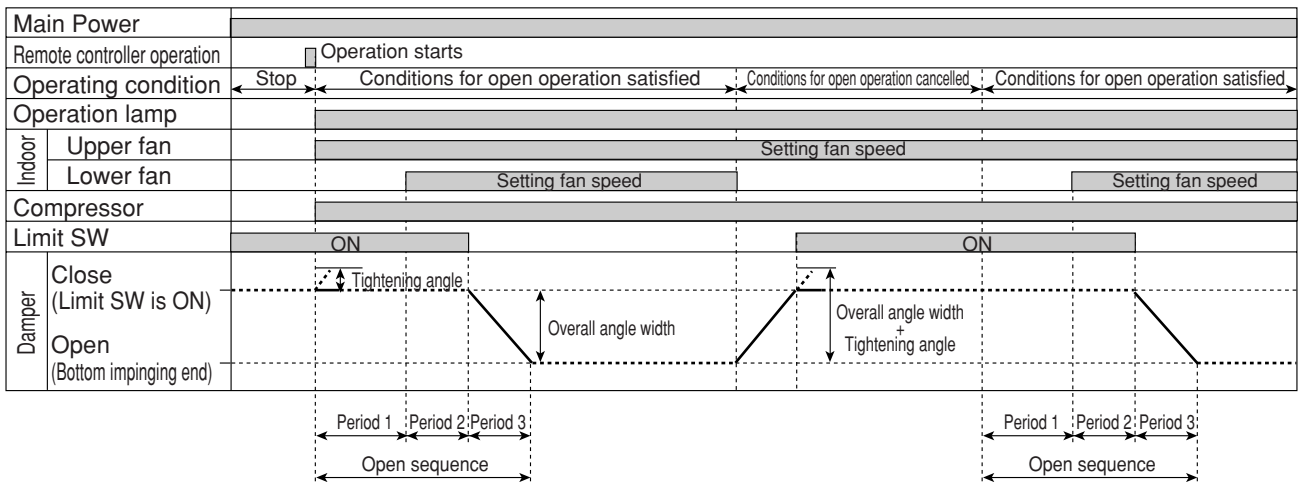 Main Power
Remote controller operation
Operation starts
Operating condition
Stop
Conditions for open operation satisfied
Conditions for open operation cancelled
Conditions for open operation satisfied
Operation lamp
Indoor
Upper fan
Setting fan speed
Lower fan
Setting fan speed
Setting fan speed
Compressor
Limit SW
ON
ON
Damper
Close
(Limit SW is ON)
Tightening angle
Overall angle width
Overall angle width
+
Tightening angle
Open
(Bottom impinging end)
Period 1
Period 2
Period 3
Period 1
Period 2
Period 3
Open sequence
Open sequence